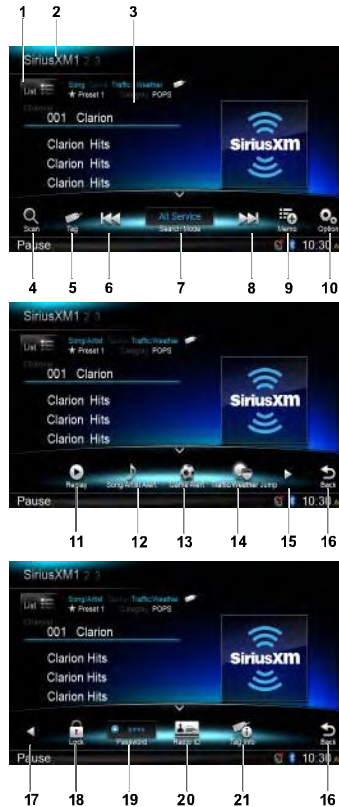 1 2 3
SiriusXM1 2 3
List Song Game Traffic Weather
★ Preset 1 Category POPS
Channel
001 Clarion
Clarion Hits
Clarion Hits
Clarion Hits
SiriusXM
Scan Tag All Service Search Mode Memo Option
Pause 10:30
4 5 6 7 8 9 10
SiriusXM1 2 3
List Song/Artist Traffic/Weather
★ Preset 1 Category POPS
Channel
001 Clarion
Clarion Hits
Clarion Hits
Clarion Hits
SiriusXM
Replay Song/Artist Alert Game Alert Traffic/Weather Jump Back
Pause 10:30
11 12 13 14 15 16
SiriusXM1 2 3
List Song/Artist Traffic/Weather
★ Preset 1 Category POPS
Channel
001 Clarion
Clarion Hits
Clarion Hits
Clarion Hits
SiriusXM
Lock Password Radio ID Tag Info Back
Pause 10:30
17 18 19 20 21 16